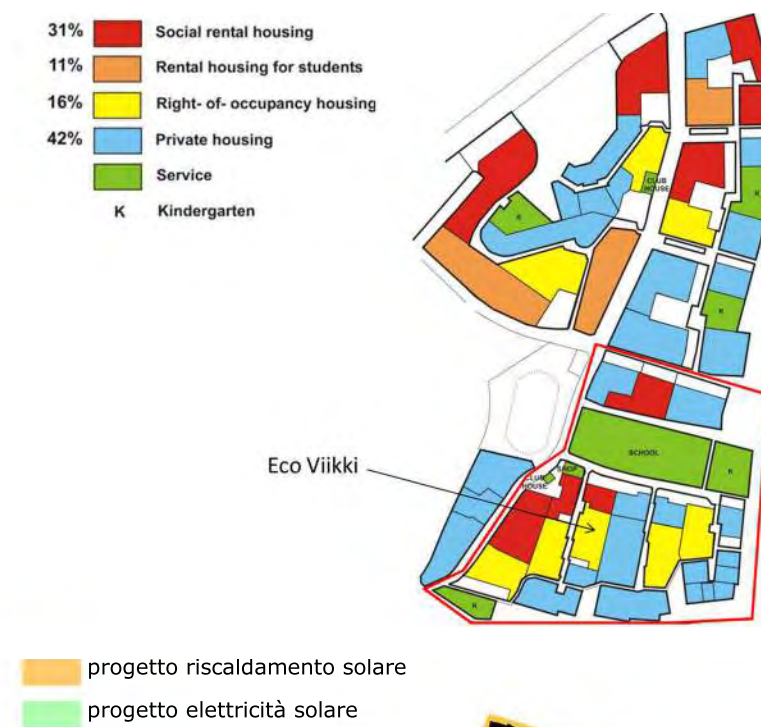 31% Social rental housing
11% Rental housing for students
16% Right- of- occupancy housing
42% Private housing
Service
K Kindergarten
CLUB
HOUSE
K
K
K
SCHOOL
K
Eco Viikki
SHOP
CLUB
HOUSE
K
progetto riscaldamento solare
progetto elettricità solare